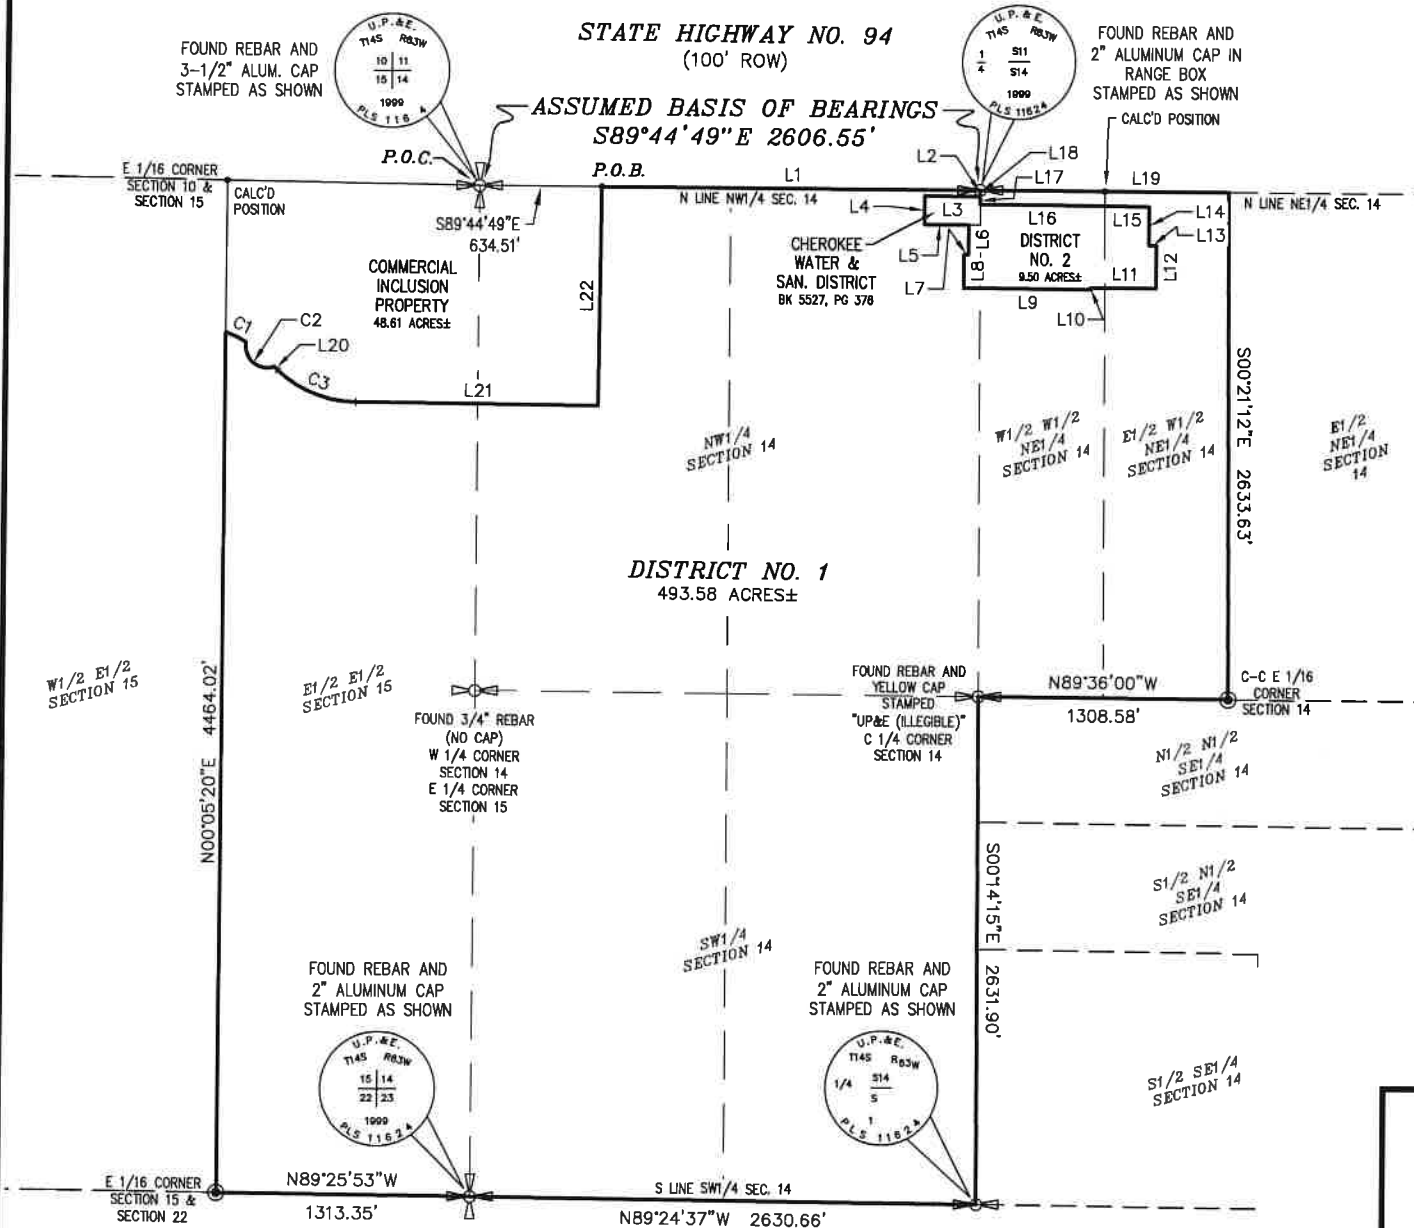 STATE HIGHWAY NO. 94
(100' ROW)
FOUND REBAR AND
3-1/2" ALUM. CAP
STAMPED AS SHOWN
U.P.&E.
T14S R63W
10 11
15 14
1999
PLS 116 4
U.P.&E.
T14S R63W
1
4
S11
S14
1999
PLS 11624
FOUND REBAR AND
2" ALUMINUM CAP IN
RANGE BOX
STAMPED AS SHOWN
CALC'D POSITION
ASSUMED BASIS OF BEARINGS
S89°44'49"E 2606.55'
P.O.C.
P.O.B.
E 1/16 CORNER
SECTION 10 &
SECTION 15
CALC'D
POSITION
S89°44'49"E
634.51'
L1
N LINE NW1/4 SEC. 14
L2
L18
L17
L19
N LINE NE1/4 SEC. 14
L4
L3
L16
L15
L14
L13
L5
L8-L6
L12
L7
L9
L10
L11
CHEROKEE
WATER &
SAN. DISTRICT
BK 5527, PG 378
DISTRICT
NO. 2
9.50 ACRES±
COMMERCIAL
INCLUSION
PROPERTY
48.61 ACRES±
L22
C1
C2
L20
C3
L21
S00°21'12"E 2633.63'
NW1/4
SECTION 14
W1/2 W1/2
NE1/4
SECTION 14
E1/2 W1/2
NE1/4
SECTION 14
E1/2
NE1/4
SECTION
14
DISTRICT NO. 1
493.58 ACRES±
W1/2 E1/2
SECTION 15
N00°05'20"E 4464.02'
E1/2 E1/2
SECTION 15
FOUND 3/4" REBAR
(NO CAP)
W 1/4 CORNER
SECTION 14
E 1/4 CORNER
SECTION 15
FOUND REBAR AND
YELLOW CAP
STAMPED
"UP&E (ILLEGIBLE)"
C 1/4 CORNER
SECTION 14
N89°36'00"W
1308.58'
C-C E 1/16
CORNER
SECTION 14
N1/2 N1/2
SE1/4
SECTION 14
S1/2 N1/2
SE1/4
SECTION 14
S00°14'15"E 2631.90'
S1/2 SE1/4
SECTION 14
SW1/4
SECTION 14
FOUND REBAR AND
2" ALUMINUM CAP
STAMPED AS SHOWN
U.P.&E.
T14S R63W
15 14
22 23
1999
PLS 11624
FOUND REBAR AND
2" ALUMINUM CAP
STAMPED AS SHOWN
U.P.&E.
T14S R63W
1/4
S14
S
1
PLS 11624
E 1/16 CORNER
SECTION 15 &
SECTION 22
N89°25'53"W
1313.35'
S LINE SW1/4 SEC. 14
N89°24'37"W 2630.66'